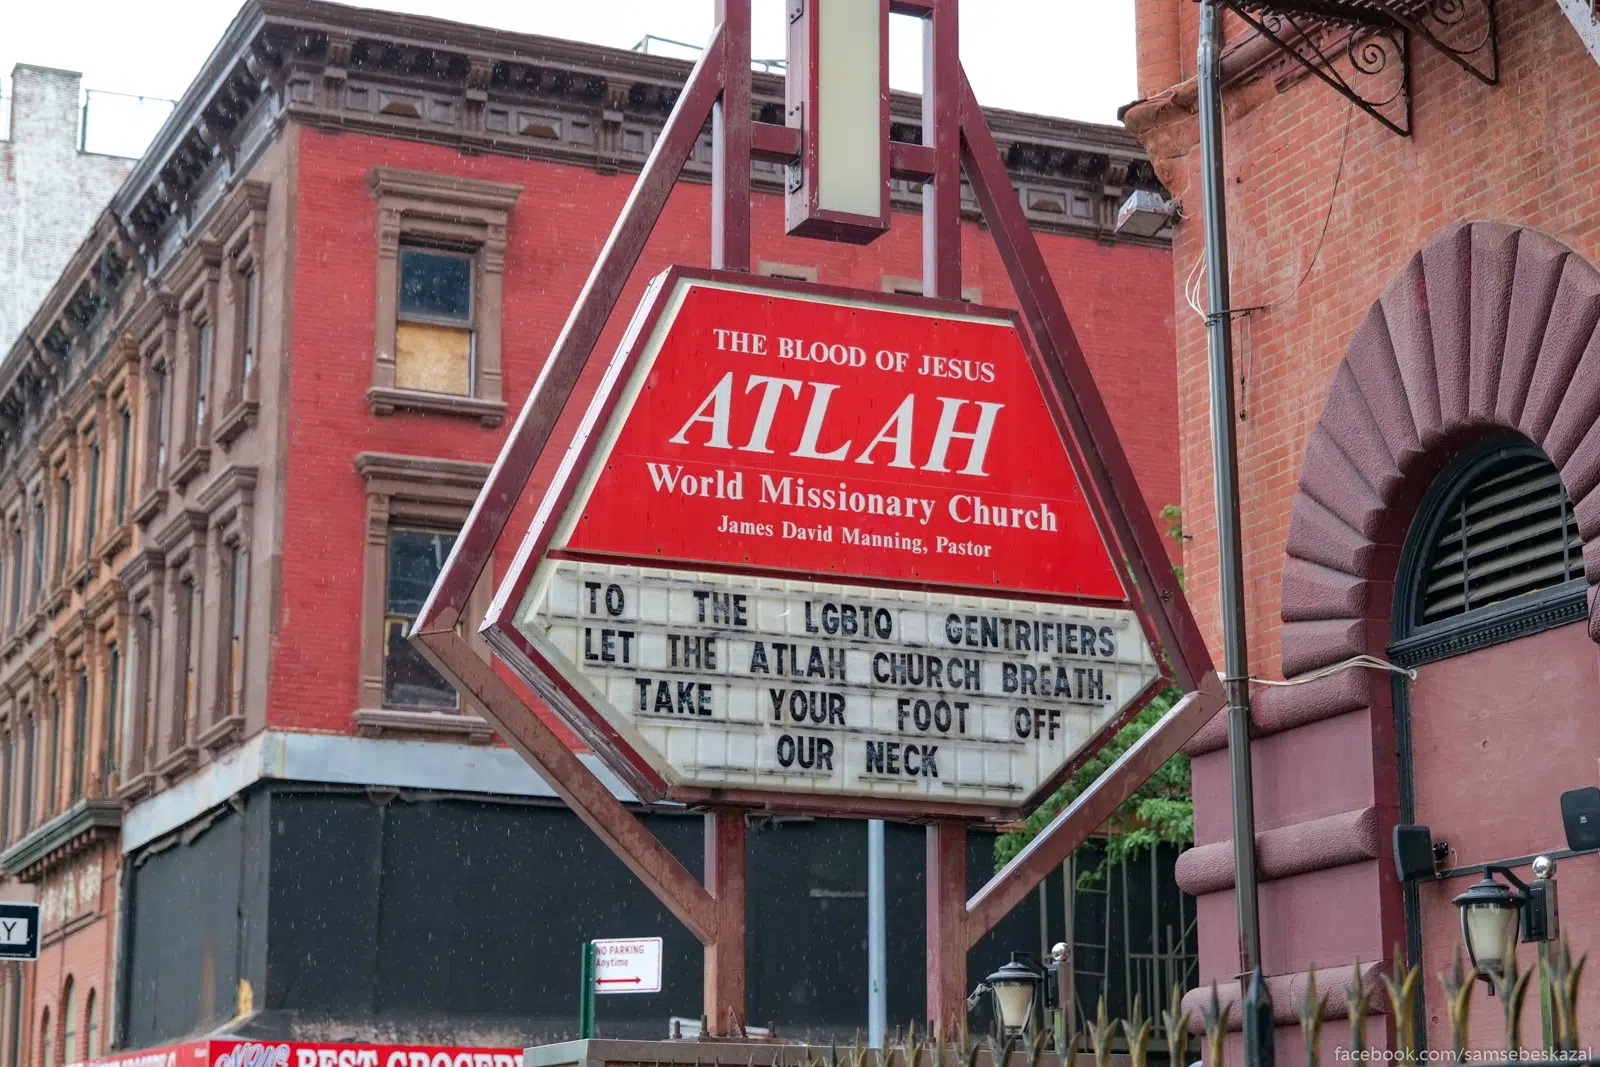 THE BLOOD OF JESUS
ATLAH
World Missionary Church
James David Manning, Pastor
TO THE LGBTQ GENTRIFIERS
LET THE ATLAH CHURCH BREATH.
TAKE YOUR FOOT OFF
OUR NECK
NO PARKING
Anytime
Y
BEST GROCERY
facebook.com/samsebeskazal